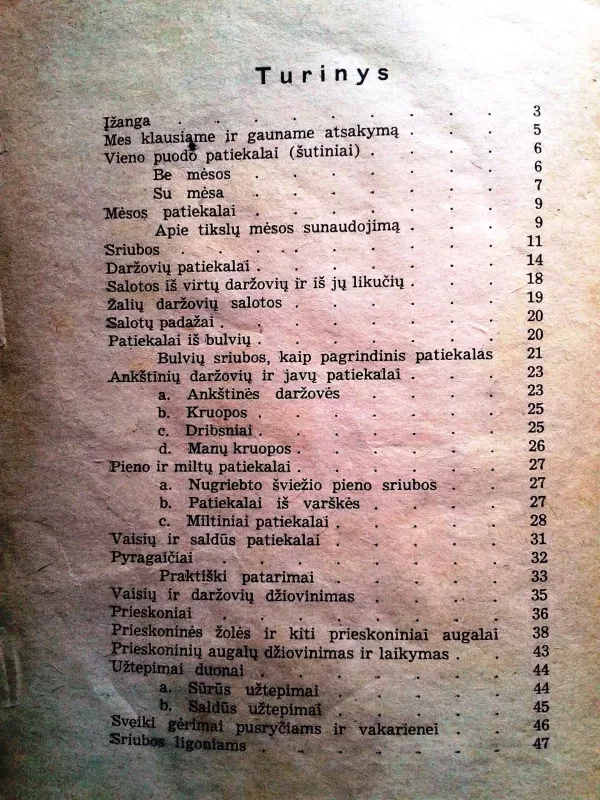 Turinys
Įžanga . . . . . . . . . 3
Mes klausiame ir gauname atsakymą . . . 5
Vieno puodo patiekalai (šutiniai) . . . . 6
Be mėsos . . . . . . . 6
Su mėsa . . . . . . . 7
Mėsos patiekalai . . . . . . . 9
Apie tikslų mėsos sunaudojimą . . . 9
Sriubos . . . . . . . . . 11
Daržovių patiekalai . . . . . . . 14
Salotos iš virtų daržovių ir iš jų likučių . . . 18
Žalių daržovių salotos . . . . . . 19
Salotų padažai . . . . . . . . 20
Patiekalai iš bulvių . . . . . . . 20
Bulvių sriubos, kaip pagrindinis patiekalas 21
Ankštinių daržovių ir javų patiekalai . . . 23
a. Ankštinės daržovės . . . . 23
b. Kruopos . . . . . . . 25
c. Dribsniai . . . . . . . 25
d. Manų kruopos . . . . . . 26
Pieno ir miltų patiekalai . . . . . . 27
a. Nugriebto šviežio pieno sriubos . . 27
b. Patiekalai iš varškės . . . . 27
c. Miltiniai patiekalai . . . . . 28
Vaisių ir saldūs patiekalai . . . . . 31
Pyragaičiai . . . . . . . . 32
Praktiški patarimai . . . . . 33
Vaisių ir daržovių džiovinimas . . . . 35
Prieskoniai . . . . . . . . 36
Prieskoninės žolės ir kiti prieskoniniai augalai 38
Prieskoninių augalų džiovinimas ir laikymas . . 43
Užtepimai duonai . . . . . . . 44
a. Sūrūs užtepimai . . . . . 44
b. Saldūs užtepimai . . . . . 45
Sveiki gėrimai pusryčiams ir vakarienei . . 46
Sriubos ligoniams . . . . . . . 47